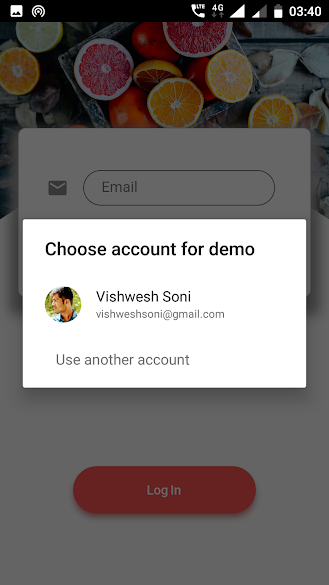 LTE 4G 03:40
Email
Choose account for demo
Vishwesh Soni
vishweshsoni@gmail.com
Use another account
Log In